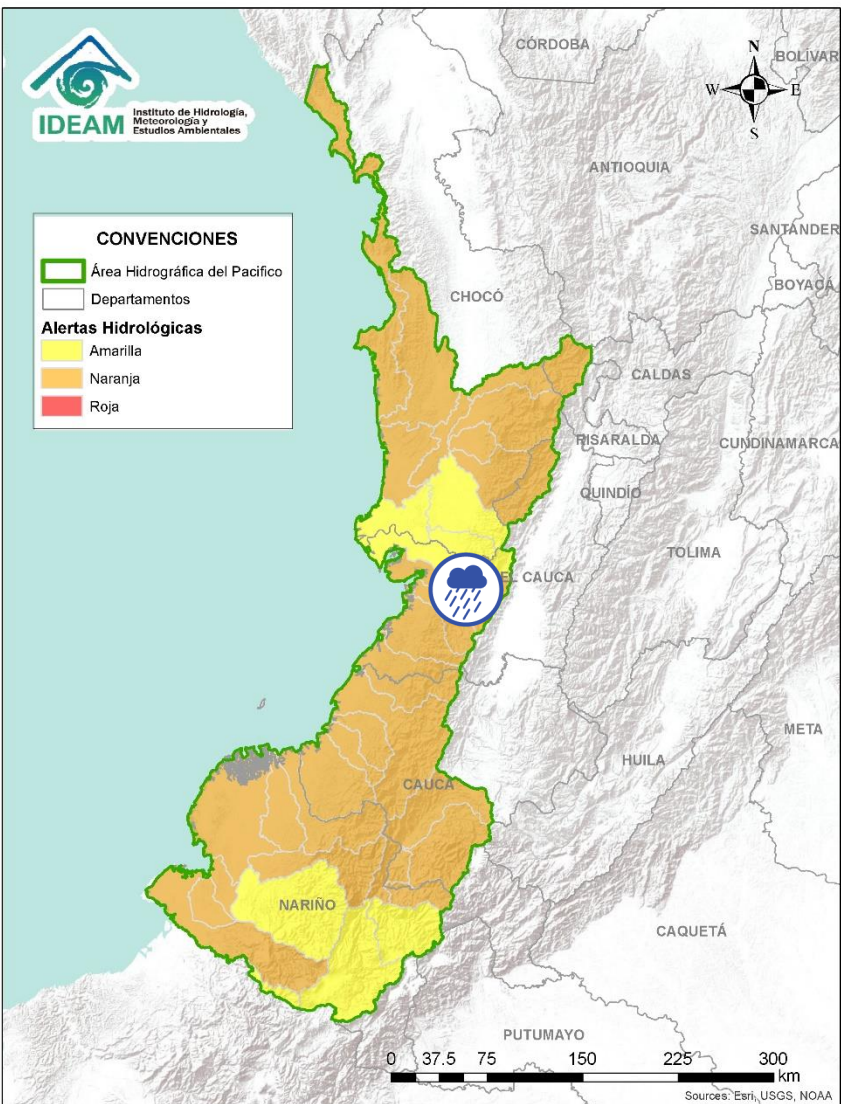 IDEAM
Instituto de Hidrología,
Meteorología y
Estudios Ambientales
N
W
E
S
CÓRDOBA
BOLÍVAR
ANTIOQUIA
SANTANDER
BOYACÁ
CHOCÓ
CONVENCIONES
Área Hidrográfica del Pacifico
Departamentos
Alertas Hidrológicas
Amarilla
Naranja
Roja
CALDAS
RISARALDA
CUNDINAMARCA
QUINDÍO
TOLIMA
EL CAUCA
META
HUILA
CAUCA
NARIÑO
CAQUETÁ
PUTUMAYO
0 37.5 75 150 225 300
km
Sources: Esri, USGS, NOAA